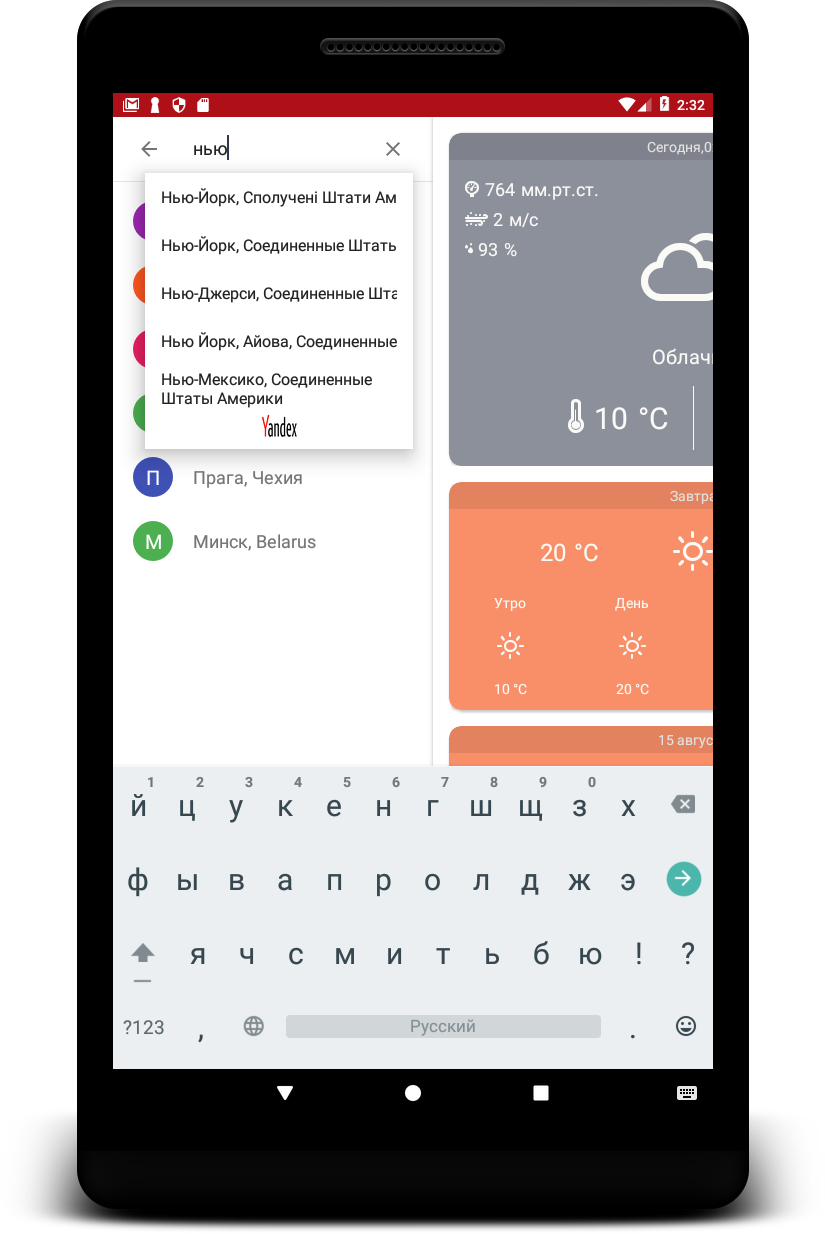 2:32
нью
Нью-Йорк, Сполучені Штати Ам
Нью-Йорк, Соединенные Штать
Нью-Джерси, Соединенные Шта
Нью Йорк, Айова, Соединенные
Нью-Мексико, Соединенные
Штаты Америки
Yandex
П Прага, Чехия
М Минск, Belarus
Сегодня,0
764 мм.рт.ст.
2 м/с
93 %
Облач
10 °C
Завтра
20 °C
Утро День
10 °C 20 °C
15 авгус
1 2 3 4 5 6 7 8 9 0
й ц у к е н г ш щ з х
ф ы в а п р о л д ж э
я ч с м и т ь б ю ! ?
?123 , Русский .